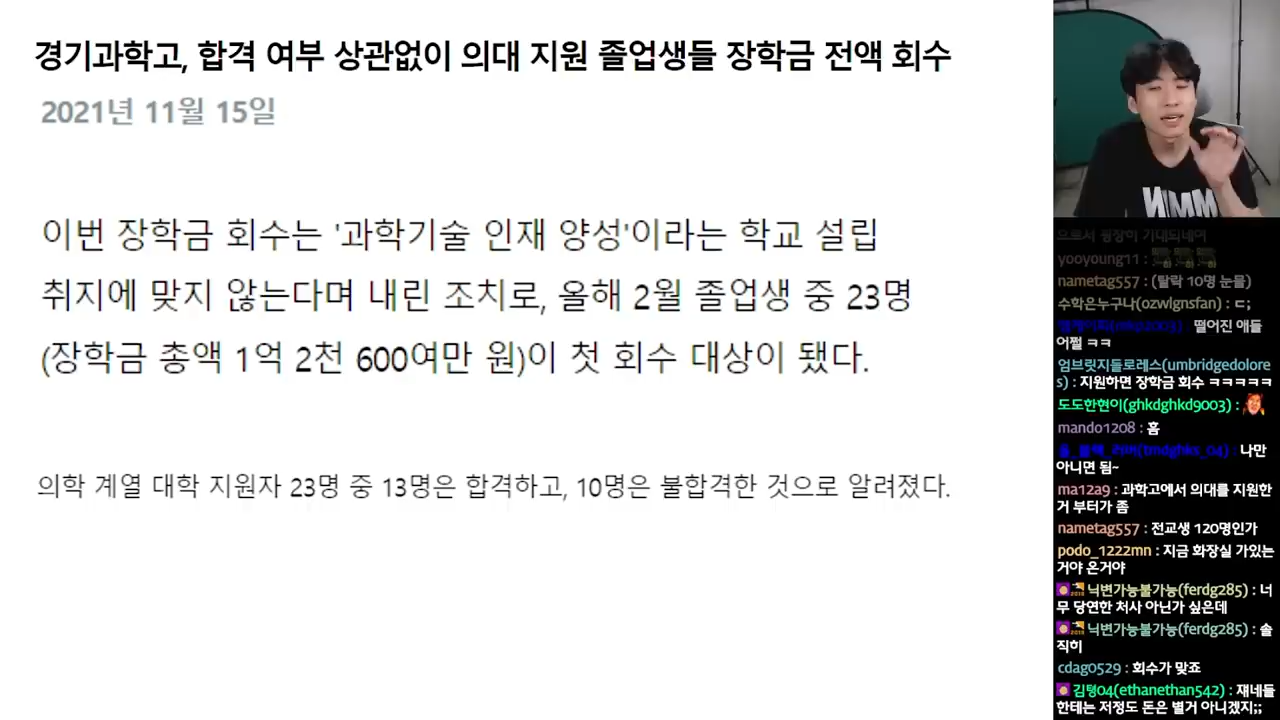 경기과학고, 합격 여부 상관없이 의대 지원 졸업생들 장학금 전액 회수
2021년 11월 15일
이번 장학금 회수는 '과학기술 인재 양성'이라는 학교 설립
취지에 맞지 않는다며 내린 조치로, 올해 2월 졸업생 중 23명
(장학금 총액 1억 2천 600여만 원)이 첫 회수 대상이 됐다.
의학 계열 대학 지원자 23명 중 13명은 합격하고, 10명은 불합격한 것으로 알려졌다.
으로서 굉장히 기대되네여
yooyoung11 :
nametag557 : (탈락 10명 눈물)
수학은누구나(ozwlgnsfan) : ㄷ;
떨어진 애들
어쩔 ㅋㅋ
엄브릿지돌로레스(umbridgedolore
s) : 지원하면 장학금 회수 ㅋㅋㅋㅋㅋ
도도한현이(ghkdghkd9003) :
mando1208 : 흠
나만
아니면 됨~
ma12a9 : 과학고에서 의대를 지원한
거 부터가 좀
nametag557 : 전교생 120명인가
podo_1222mn : 지금 화장실 가있는
거야 온거야
닉변가능불가능(ferdg285) : 너
무 당연한 처사 아닌가 싶은데
닉변가능불가능(ferdg285) : 솔
직히
cdag0529 : 회수가 맞죠
김텅04(ethanethan542) : 쟤네들
한테는 저정도 돈은 별거 아니겠지;;